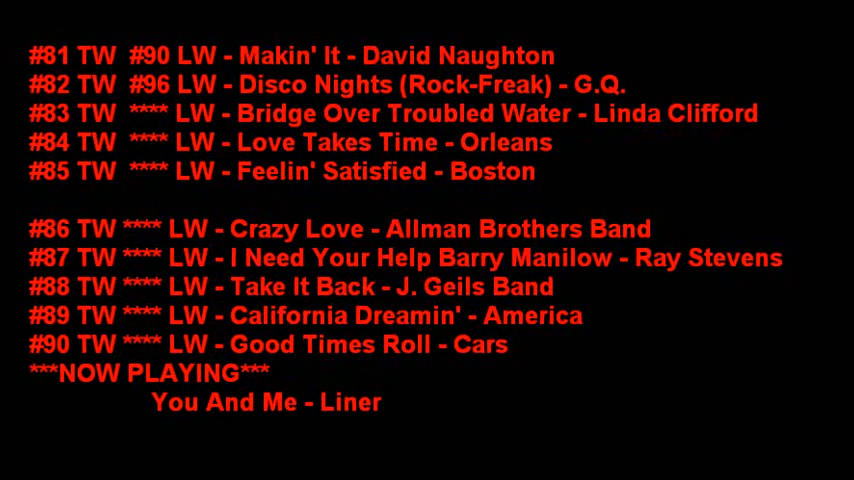 #81 TW  #90 LW - Makin' It - David Naughton
#82 TW  #96 LW - Disco Nights (Rock-Freak) - G.Q.
#83 TW  **** LW - Bridge Over Troubled Water - Linda Clifford
#84 TW  **** LW - Love Takes Time - Orleans
#85 TW  **** LW - Feelin' Satisfied - Boston
#86 TW **** LW - Crazy Love - Allman Brothers Band
#87 TW **** LW - I Need Your Help Barry Manilow - Ray Stevens
#88 TW **** LW - Take It Back - J. Geils Band
#89 TW **** LW - California Dreamin' - America
#90 TW **** LW - Good Times Roll - Cars
***NOW PLAYING***
You And Me - Liner